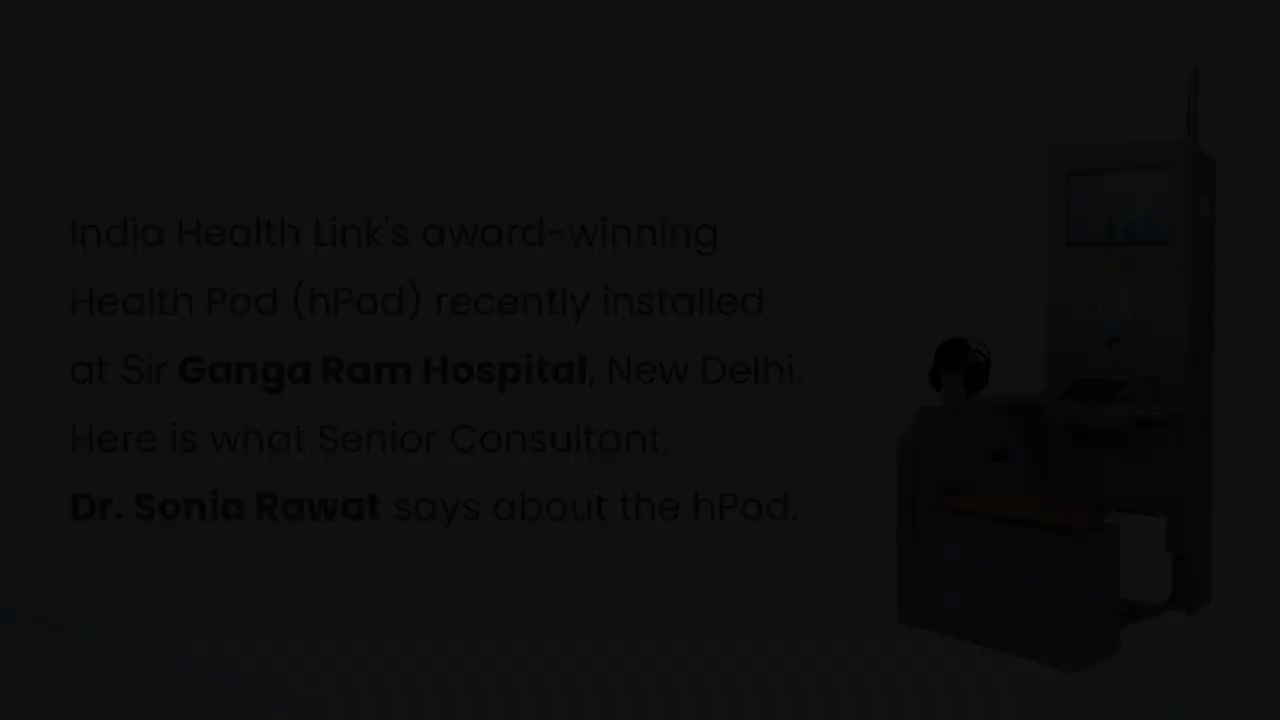 India Health Link's award-winning
Health Pod (hPod) recently installed
at Sir Ganga Ram Hospital, New Delhi.
Here is what Senior Consultant,
Dr. Sonia Rawat says about the hPod.